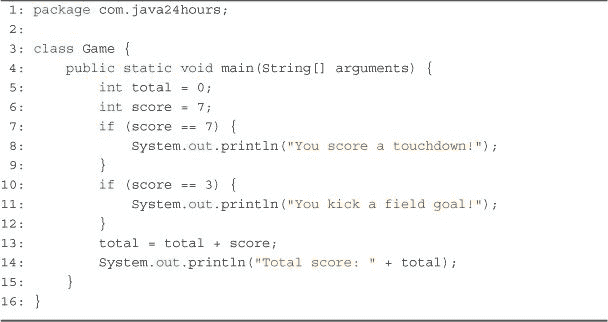 1: package com.java24hours;
2:
3: class Game {
4:     public static void main(String[] arguments) {
5:         int total = 0;
6:         int score = 7;
7:         if (score == 7) {
8:             System.out.println("You score a touchdown!");
9:         }
10:         if (score == 3) {
11:             System.out.println("You kick a field goal!");
12:         }
13:         total = total + score;
14:         System.out.println("Total score: " + total);
15:     }
16: }